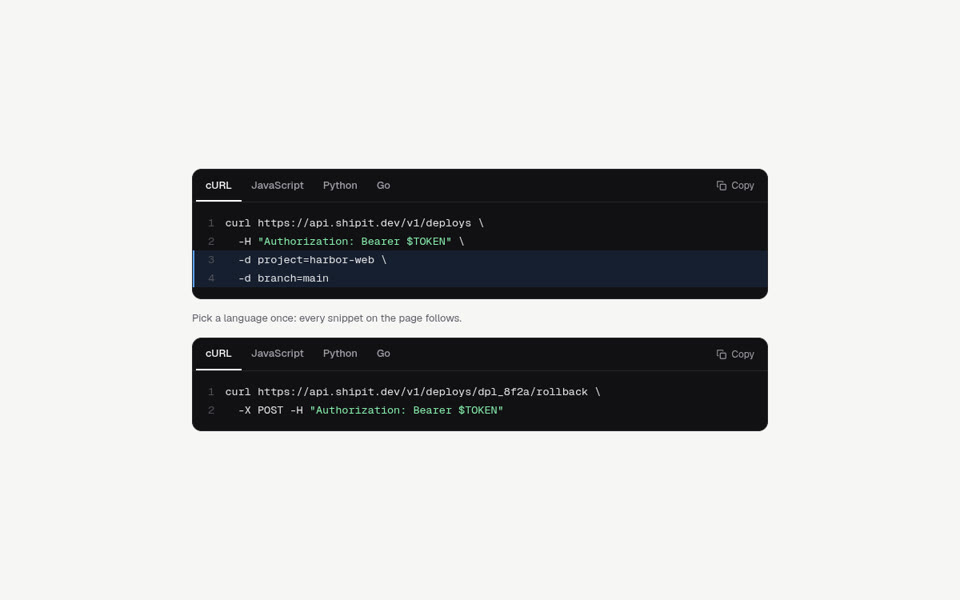 cURL JavaScript Python Go Copy
1 curl https://api.shipit.dev/v1/deploys \
2   -H "Authorization: Bearer $TOKEN" \
3   -d project=harbor-web \
4   -d branch=main
Pick a language once: every snippet on the page follows.
cURL JavaScript Python Go Copy
1 curl https://api.shipit.dev/v1/deploys/dpl_8f2a/rollback \
2   -X POST -H "Authorization: Bearer $TOKEN"